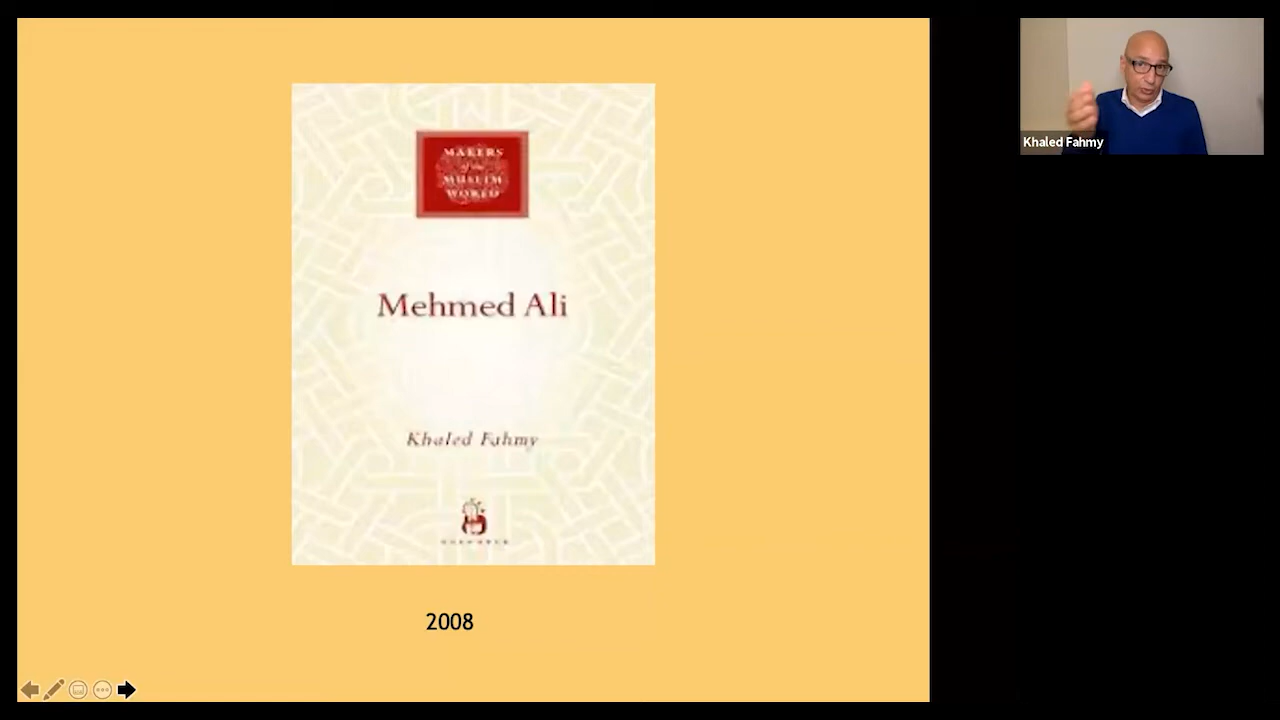 MAKERS
of the
MUSLIM
WORLD
Mehmed Ali
Khaled Fahmy
2008
Khaled Fahmy